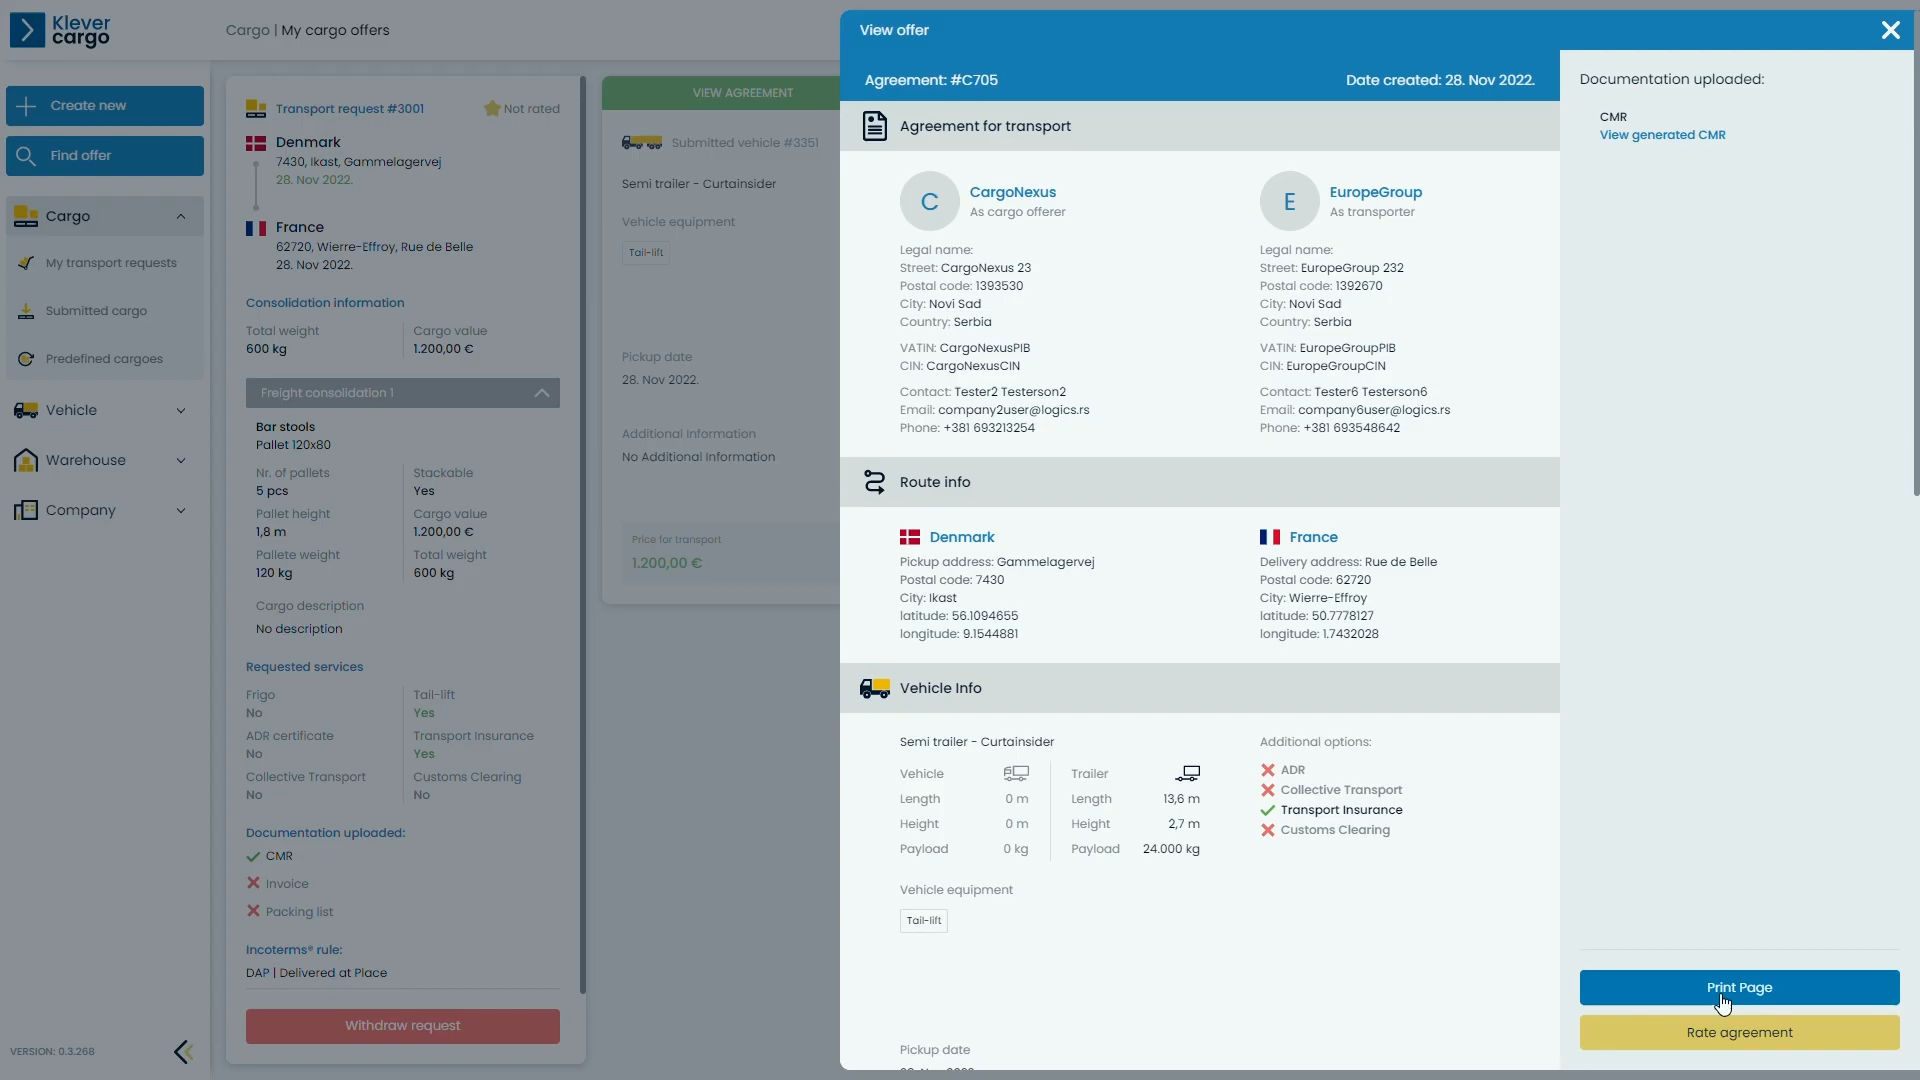 Klever
cargo
Create new
Find offer
Cargo
My transport requests
Submitted cargo
Predefined cargoes
Vehicle
Warehouse
Company
VERSION: 0.3.268
Cargo | My cargo offers
Transport request #3001
Not rated
Denmark
7430, Ikast, Gammelagervej
28. Nov 2022.
France
62720, Wierre-Effroy, Rue de Belle
28. Nov 2022.
Consolidation information
Total weight Cargo value
600 kg 1.200,00 €
Freight consolidation 1
Bar stools
Pallet 120x80
Nr. of pallets Stackable
5 pcs Yes
Pallet height Cargo value
1,8 m 1.200,00 €
Pallete weight Total weight
120 kg 600 kg
Cargo description
No description
Requested services
Frigo Tail-lift
No Yes
ADR certificate Transport Insurance
No Yes
Collective Transport Customs Clearing
No No
Documentation uploaded:
CMR
Invoice
Packing list
Incoterms® rule:
DAP | Delivered at Place
Withdraw request
VIEW AGREEMENT
Submitted vehicle #3351
Semi trailer - Curtainsider
Vehicle equipment
Tail-lift
Pickup date
28. Nov 2022.
Additional Information
No Additional Information
Price for transport
1.200,00 €
View offer
Agreement: #C705 Date created: 28. Nov 2022.
Agreement for transport
C
CargoNexus
As cargo offerer
Legal name:
Street: CargoNexus 23
Postal code: 1393530
City: Novi Sad
Country: Serbia
VATIN: CargoNexusPIB
CIN: CargoNexusCIN
Contact: Tester2 Testerson2
Email: company2user@logics.rs
Phone: +381 693213254
E
EuropeGroup
As transporter
Legal name:
Street: EuropeGroup 232
Postal code: 1392670
City: Novi Sad
Country: Serbia
VATIN: EuropeGroupPIB
CIN: EuropeGroupCIN
Contact: Tester6 Testerson6
Email: company6user@logics.rs
Phone: +381 693548642
Route info
Denmark
Pickup address: Gammelagervej
Postal code: 7430
City: Ikast
latitude: 56.1094655
longitude: 9.1544881
France
Delivery address: Rue de Belle
Postal code: 62720
City: Wierre-Effroy
latitude: 50.7778127
longitude: 1.7432028
Vehicle Info
Semi trailer - Curtainsider
Vehicle Trailer
Length 0 m Length 13,6 m
Height 0 m Height 2,7 m
Payload 0 kg Payload 24.000 kg
Additional options:
ADR
Collective Transport
Transport Insurance
Customs Clearing
Vehicle equipment
Tail-lift
Pickup date
Documentation uploaded:
CMR
View generated CMR
Print Page
Rate agreement